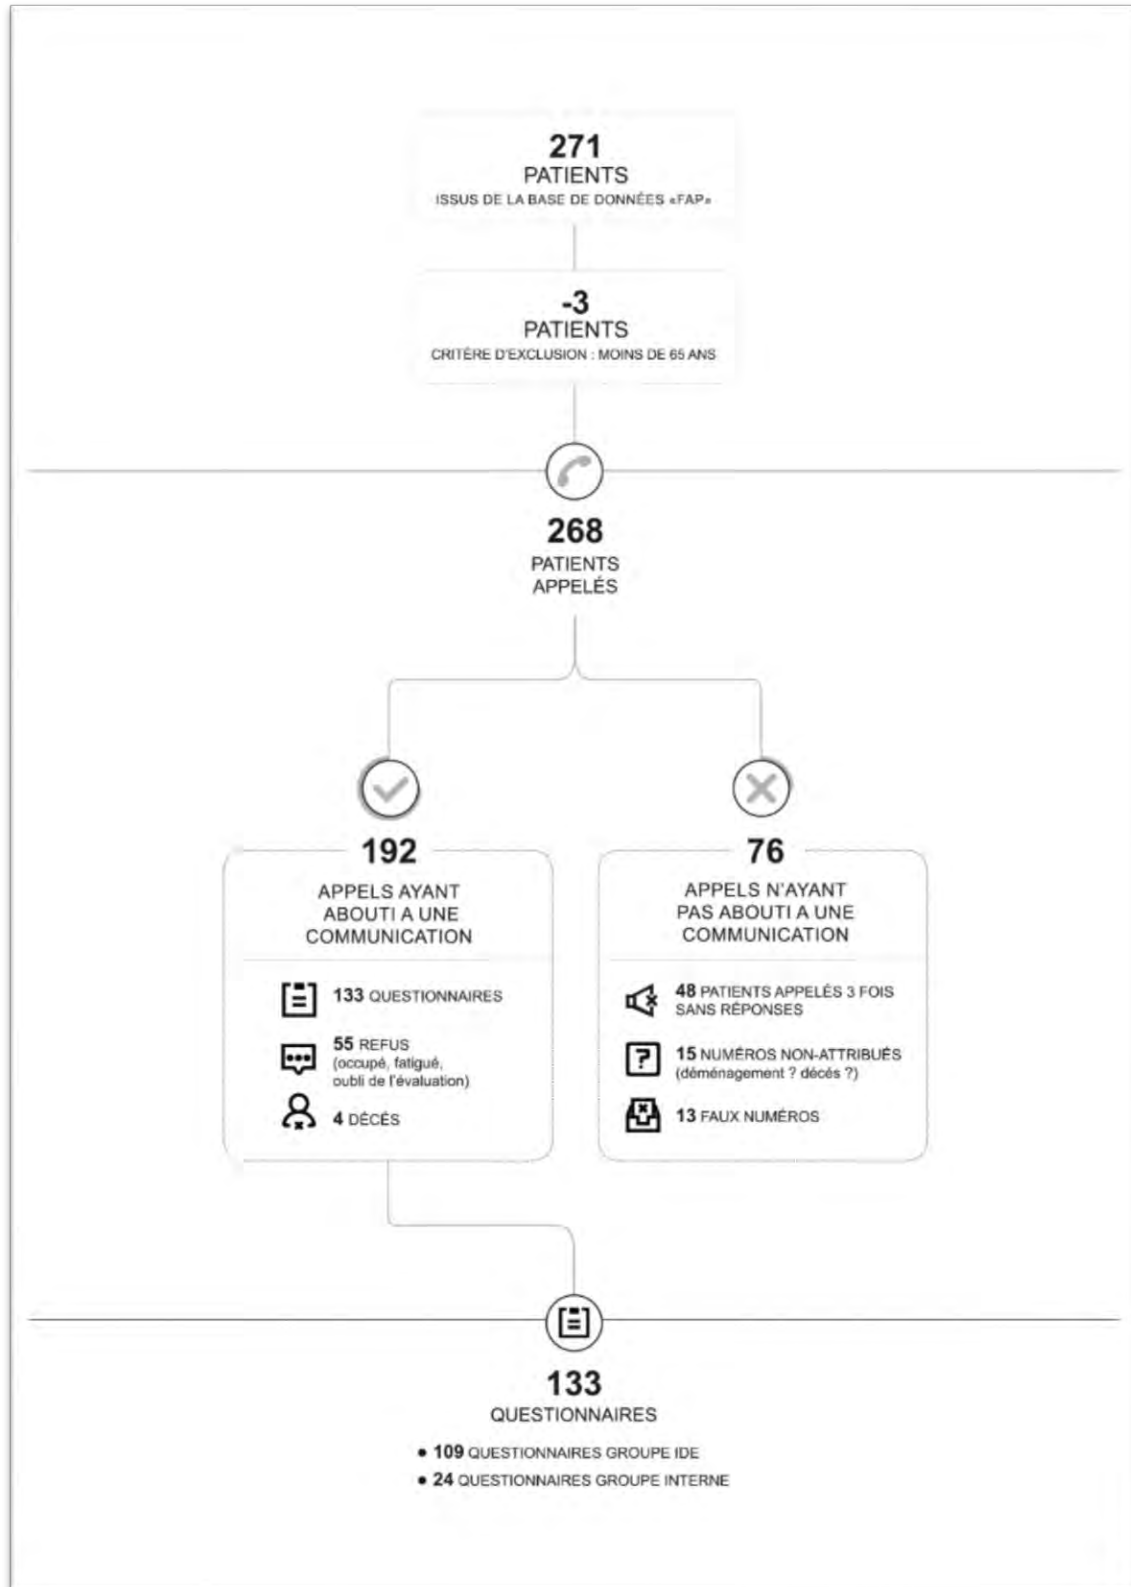 271
PATIENTS
ISSUS DE LA BASE DE DONNÉES «FAP»
-3
PATIENTS
CRITÈRE D'EXCLUSION : MOINS DE 65 ANS
268
PATIENTS
APPELÉS
192
APPELS AYANT
ABOUTI A UNE
COMMUNICATION
133 QUESTIONNAIRES
55 REFUS
(occupé, fatigué,
oubli de l'évaluation)
4 DÉCÉS
76
APPELS N'AYANT
PAS ABOUTI A UNE
COMMUNICATION
48 PATIENTS APPELÉS 3 FOIS
SANS RÉPONSES
15 NUMÉROS NON-ATTRIBUÉS
(déménagement ? décés ?)
13 FAUX NUMÉROS
133
QUESTIONNAIRES
• 109 QUESTIONNAIRES GROUPE IDE
• 24 QUESTIONNAIRES GROUPE INTERNE